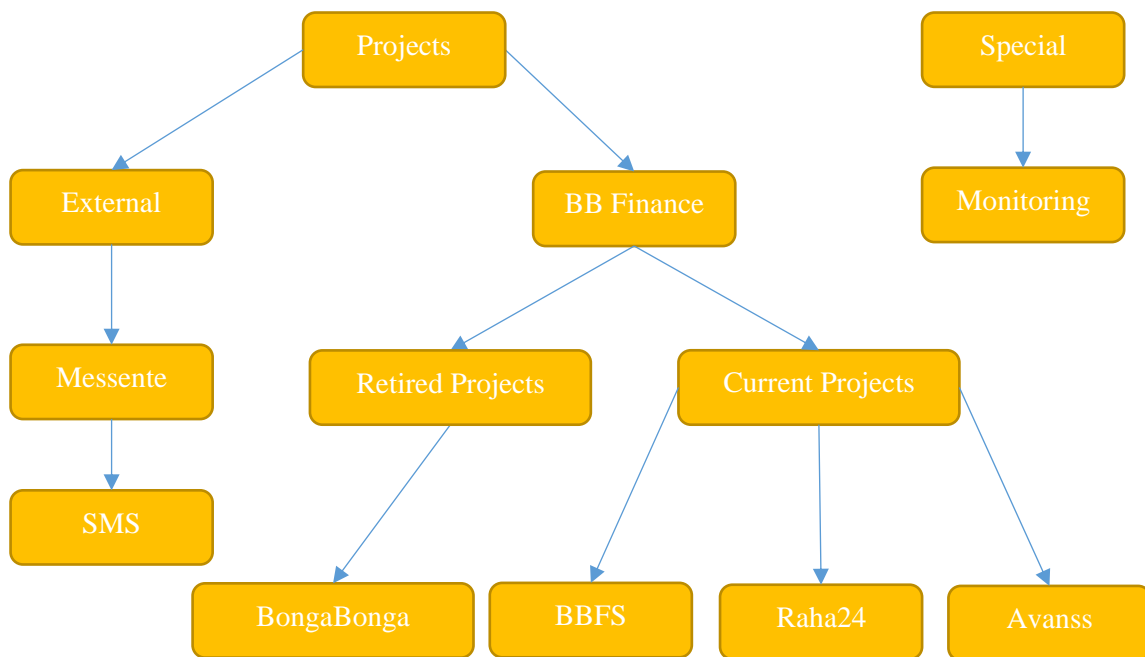 Projects
Special
External
BB Finance
Monitoring
Messente
Retired Projects
Current Projects
SMS
BongaBonga
BBFS
Raha24
Avanss